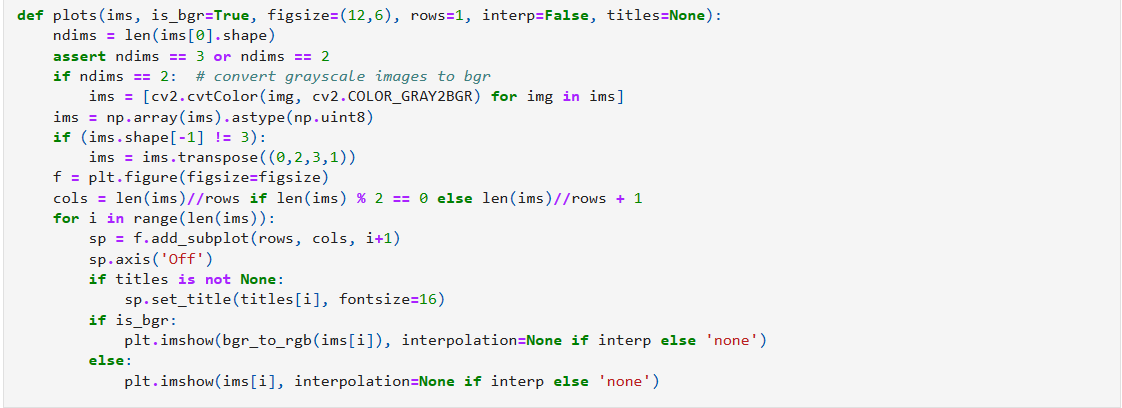 def plots(ims, is_bgr=True, figsize=(12,6), rows=1, interp=False, titles=None):
    ndims = len(ims[0].shape)
    assert ndims == 3 or ndims == 2
    if ndims == 2:  # convert grayscale images to bgr
        ims = [cv2.cvtColor(img, cv2.COLOR_GRAY2BGR) for img in ims]
    ims = np.array(ims).astype(np.uint8)
    if (ims.shape[-1] != 3):
        ims = ims.transpose((0,2,3,1))
    f = plt.figure(figsize=figsize)
    cols = len(ims)//rows if len(ims) % 2 == 0 else len(ims)//rows + 1
    for i in range(len(ims)):
        sp = f.add_subplot(rows, cols, i+1)
        sp.axis('Off')
        if titles is not None:
            sp.set_title(titles[i], fontsize=16)
        if is_bgr:
            plt.imshow(bgr_to_rgb(ims[i]), interpolation=None if interp else 'none')
        else:
            plt.imshow(ims[i], interpolation=None if interp else 'none')